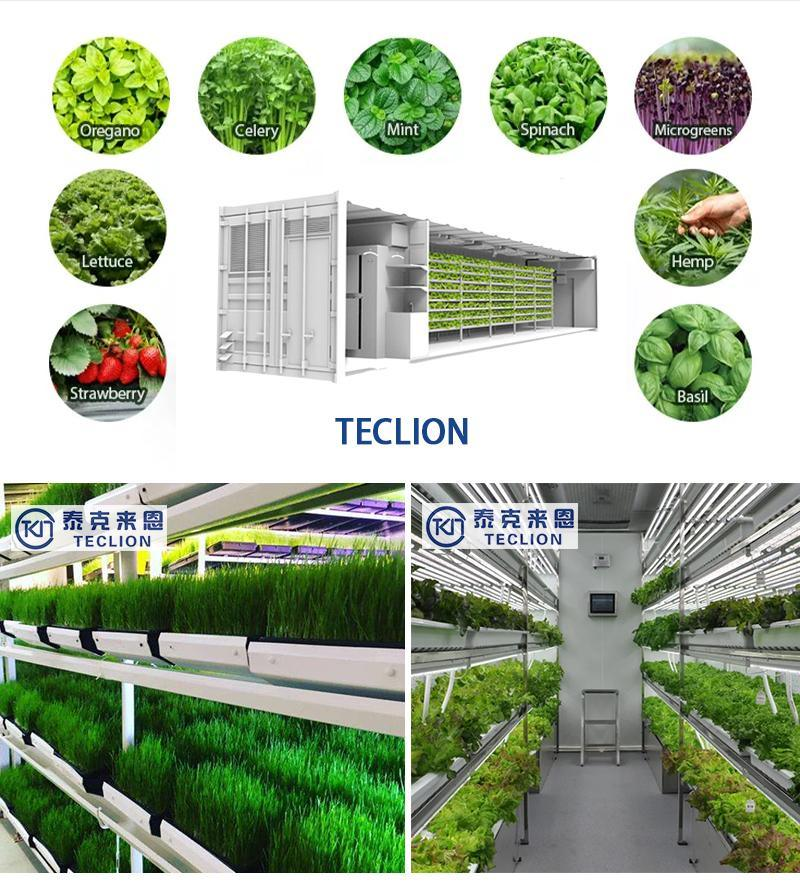 Oregano
Celery
Mint
Spinach
Microgreens
Lettuce
Hemp
Strawberry
Basil
TECLION
泰克来恩
TECLION
泰克来恩
TECLION